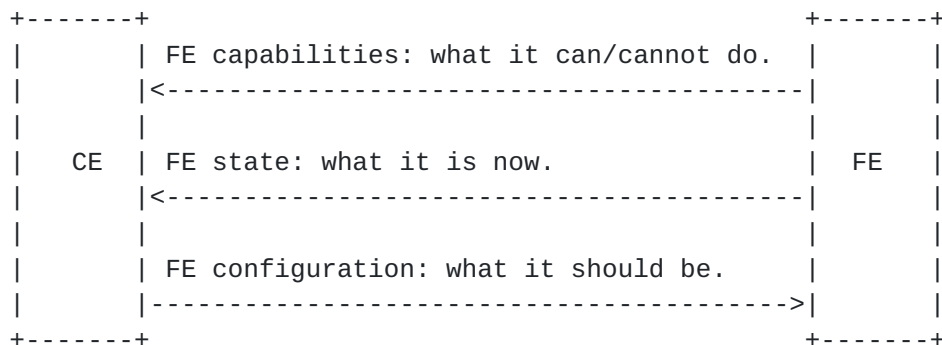 FE capabilities: what it can/cannot do.
CE FE state: what it is now. FE
FE configuration: what it should be.